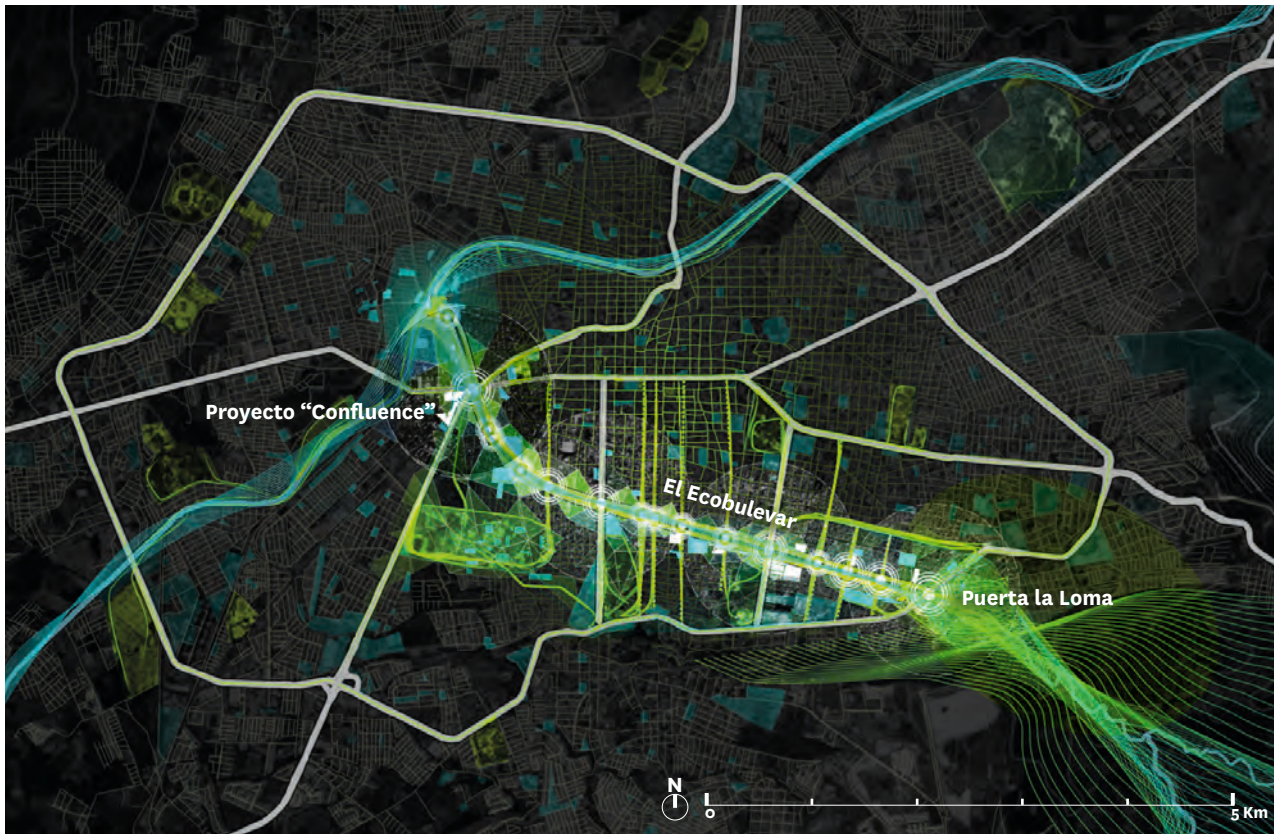 Proyecto “Confluence”
El Ecobulevar
Puerta la Loma
N
0
5 Km